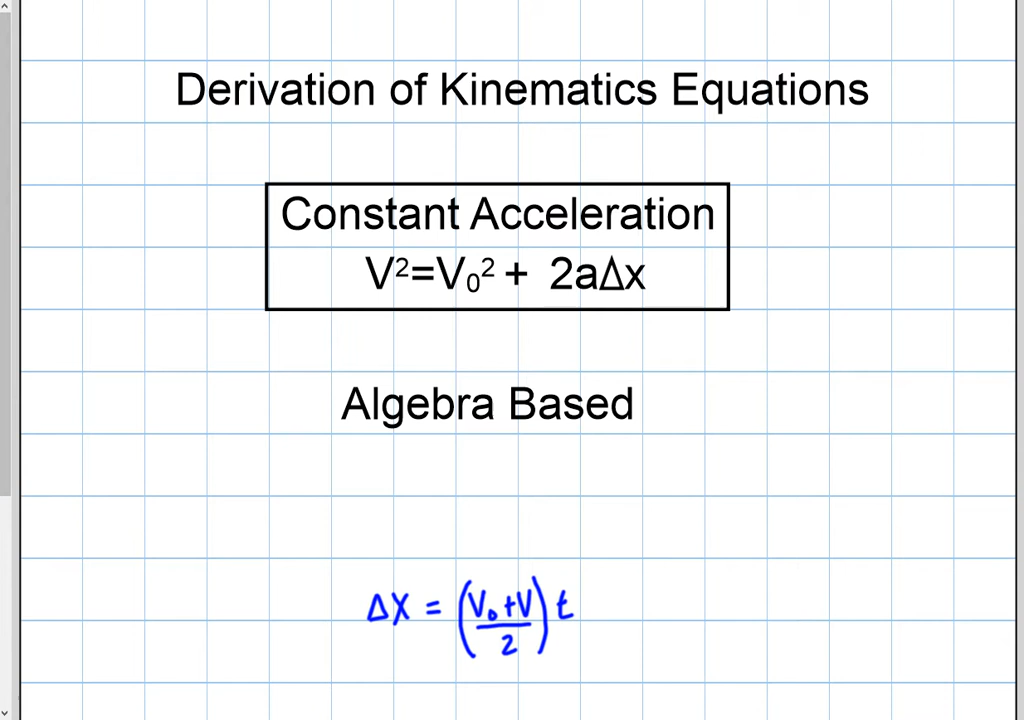 Derivation of Kinematics Equations
Constant Acceleration
V²=V₀² + 2aΔx
Algebra Based
ΔX = (V₀+V/2) t